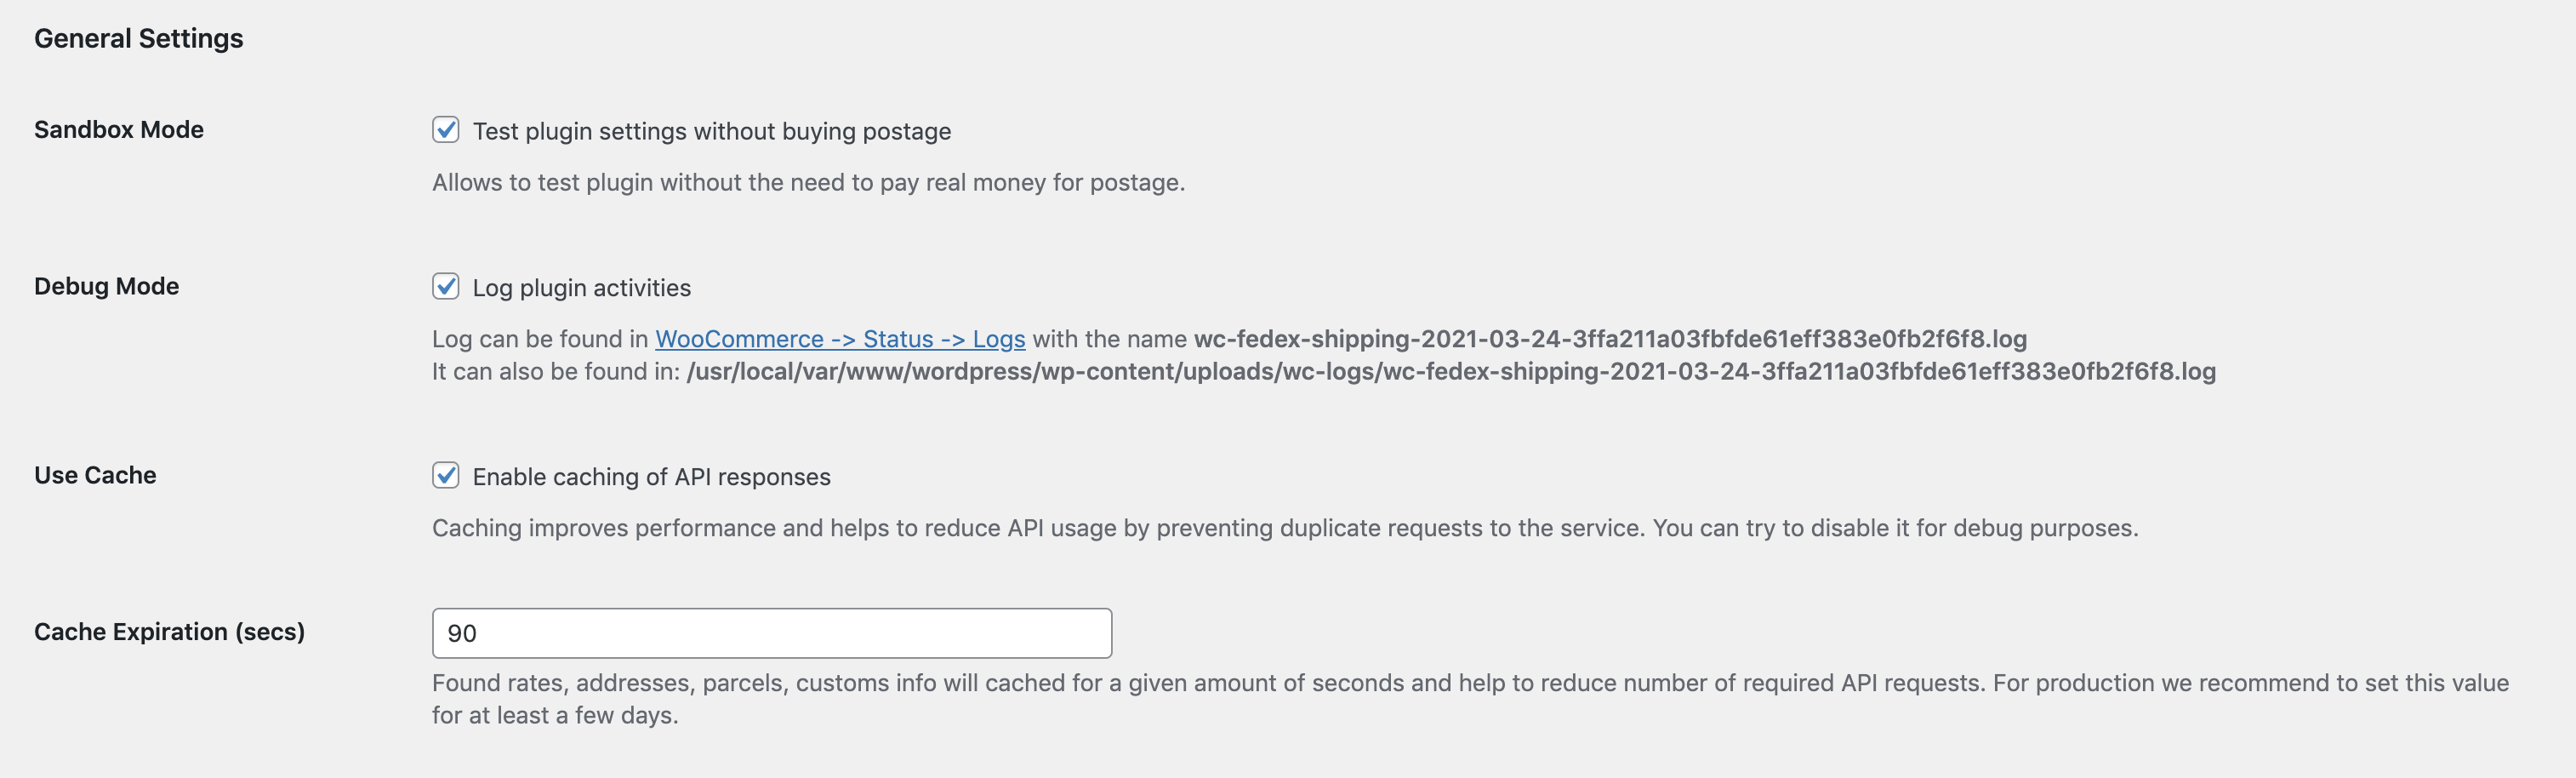 General Settings
Sandbox Mode
Test plugin settings without buying postage
Allows to test plugin without the need to pay real money for postage.
Debug Mode
Log plugin activities
Log can be found in WooCommerce -> Status -> Logs with the name wc-fedex-shipping-2021-03-24-3ffa211a03fbfde61eff383e0fb2f6f8.log
It can also be found in: /usr/local/var/www/wordpress/wp-content/uploads/wc-logs/wc-fedex-shipping-2021-03-24-3ffa211a03fbfde61eff383e0fb2f6f8.log
Use Cache
Enable caching of API responses
Caching improves performance and helps to reduce API usage by preventing duplicate requests to the service. You can try to disable it for debug purposes.
Cache Expiration (secs)
90
Found rates, addresses, parcels, customs info will cached for a given amount of seconds and help to reduce number of required API requests. For production we recommend to set this value
for at least a few days.